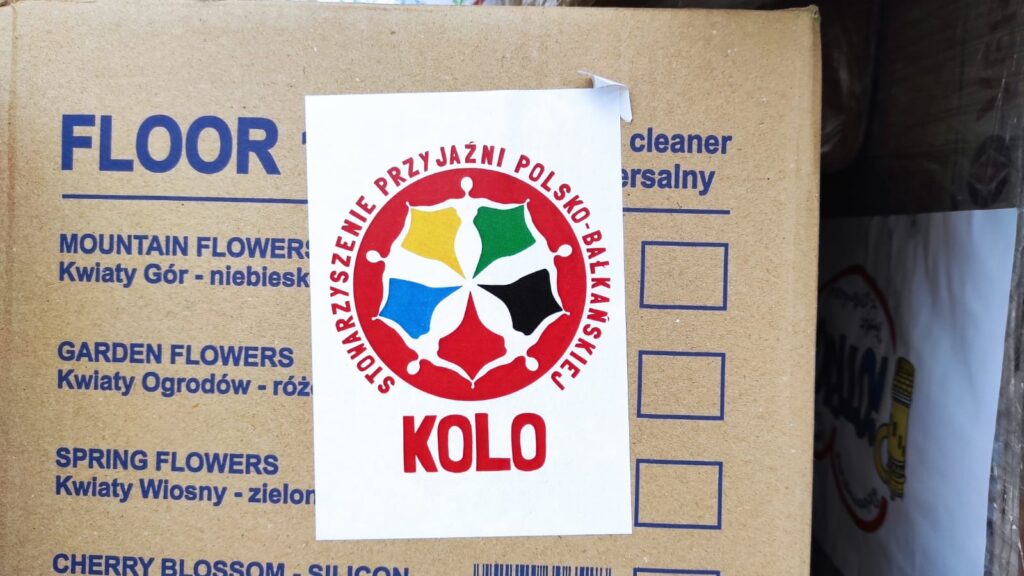 FLOOR
cleaner
ersalny
STOWARZYSZENIE PRZYJAŹNI POLSKO-BAŁKAŃSKIEJ
KOLO
MOUNTAIN FLOWERS
Kwiaty Gór - niebiesk
GARDEN FLOWERS
Kwiaty Ogrodów - róż
SPRING FLOWERS
Kwiaty Wiosny - zielon
CHERRY BLOSSOM - SILICON